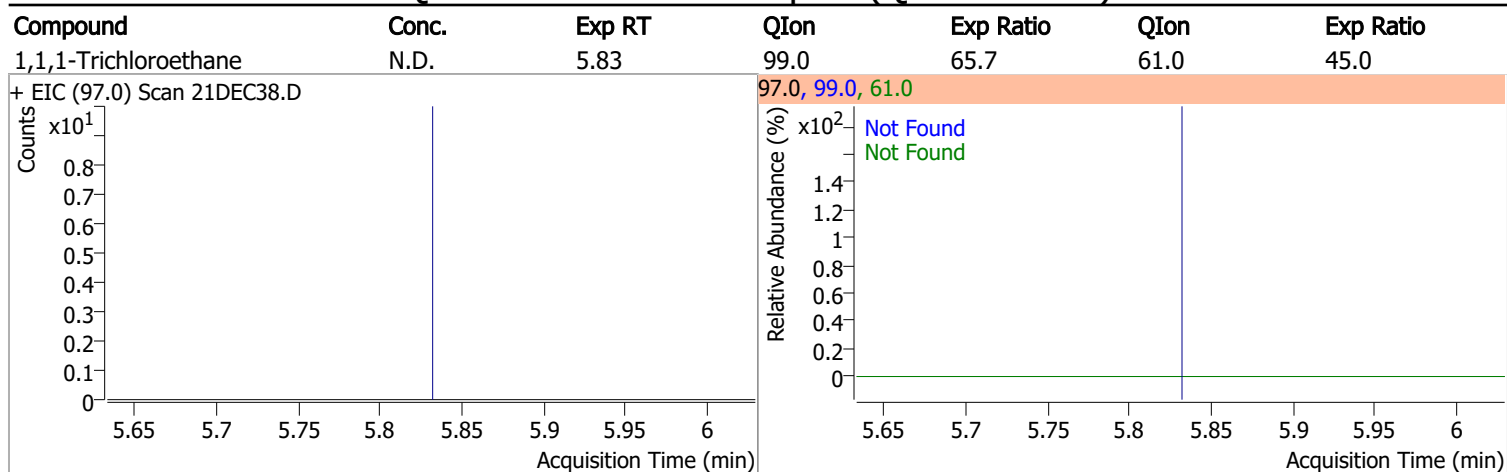 Compound Conc. Exp RT QIon Exp Ratio QIon Exp Ratio
1,1,1-Trichloroethane N.D. 5.83 99.0 65.7 61.0 45.0
+ EIC (97.0) Scan 21DEC38.D
Counts
x10¹
0.8
0.7
0.6
0.5
0.4
0.3
0.2
0.1
0
5.65 5.7 5.75 5.8 5.85 5.9 5.95 6
Acquisition Time (min)
97.0, 99.0, 61.0
Relative Abundance (%)
x10²
Not Found
Not Found
1.4
1.2
1
0.8
0.6
0.4
0.2
0
5.65 5.7 5.75 5.8 5.85 5.9 5.95 6
Acquisition Time (min)